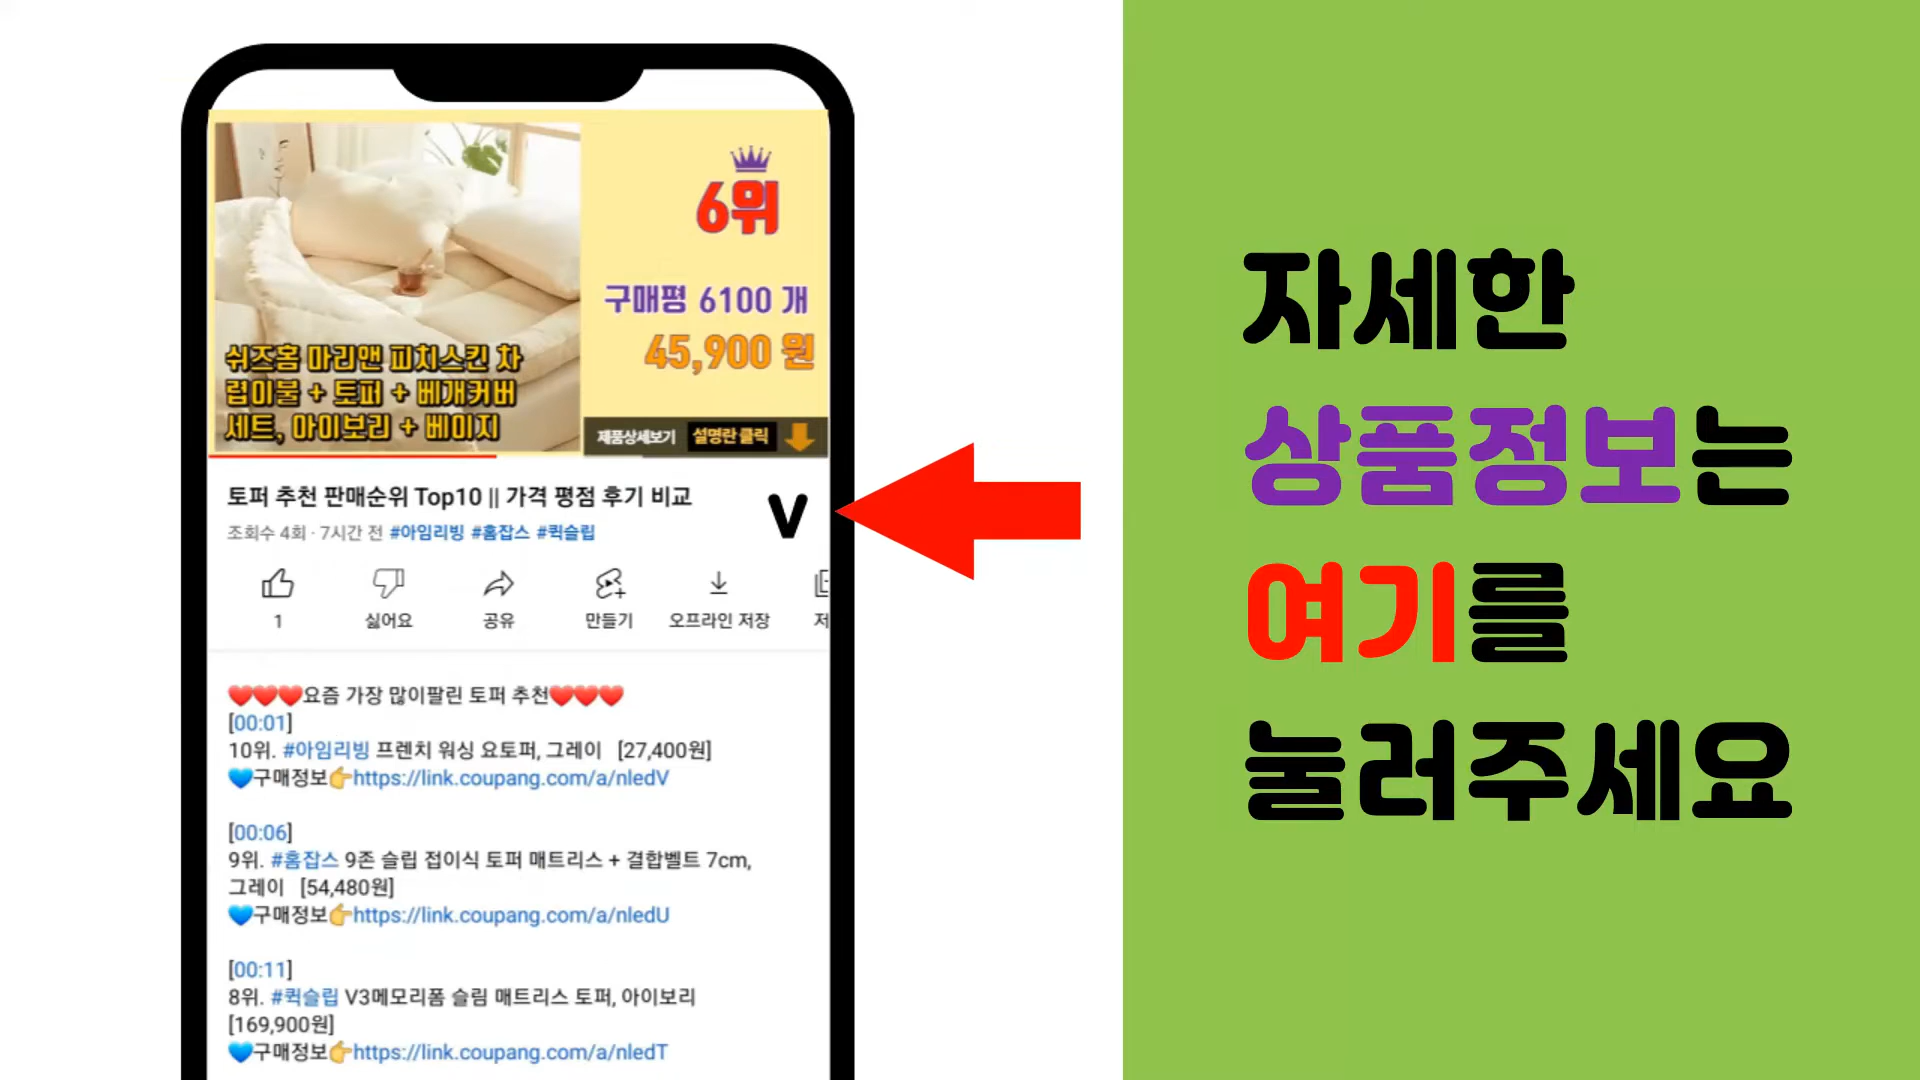 6위
구매평 6100 개
45,900 원
쉬즈홈 마리앤 피치스킨 차
렵이불 + 토퍼 + 베개커버
세트, 아이보리 + 베이지
제품상세보기 설명란 클릭
토퍼 추천 판매순위 Top10 || 가격 평점 후기 비교
V
조회수 4회 · 7시간 전 #아임리빙 #홈잡스 #퀵슬립
1 싫어요 공유 만들기 오프라인 저장 저
❤️❤️❤️요즘 가장 많이팔린 토퍼 추천❤️❤️❤️
[00:01]
10위. #아임리빙 프렌치 워싱 요토퍼, 그레이 [27,400원]
💙구매정보👉https://link.coupang.com/a/nledV
[00:06]
9위. #홈잡스 9존 슬립 접이식 토퍼 매트리스 + 결합벨트 7cm,
그레이 [54,480원]
💙구매정보👉https://link.coupang.com/a/nledU
[00:11]
8위. #퀵슬립 V3메모리폼 슬림 매트리스 토퍼, 아이보리
[169,900원]
💙구매정보👉https://link.coupang.com/a/nledT
자세한
상품정보는
여기를
눌러주세요